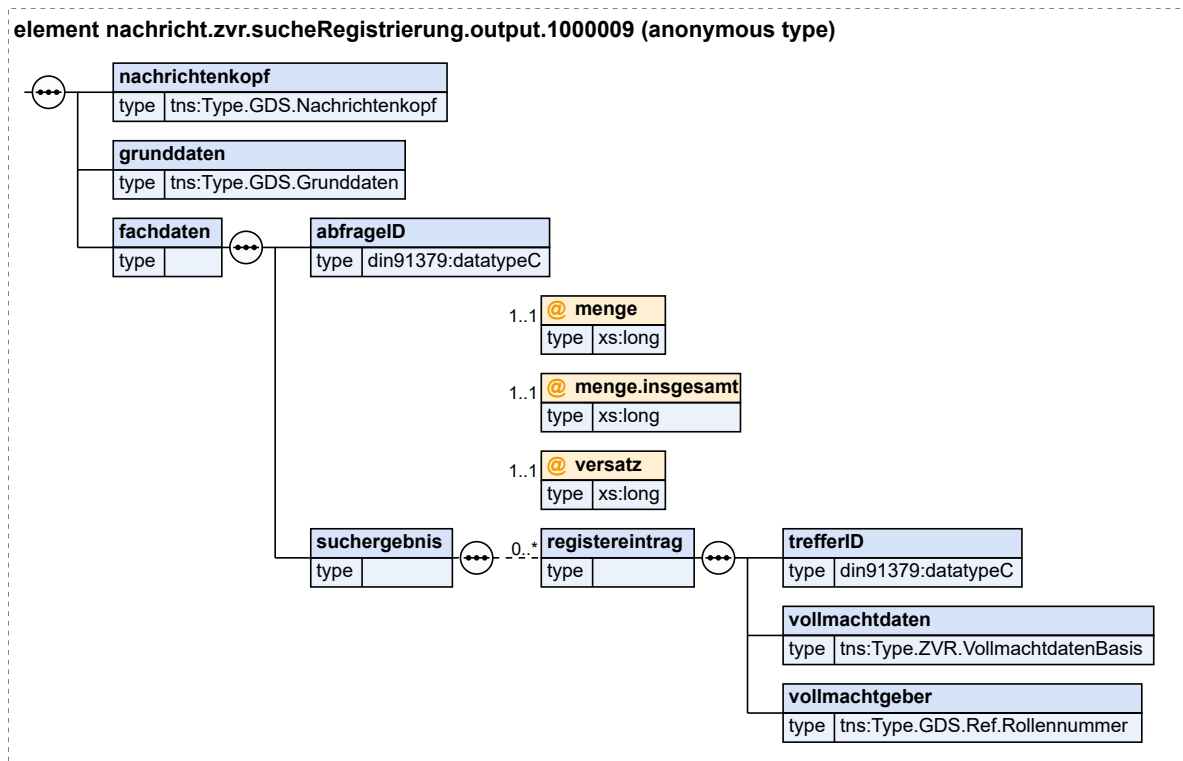 element nachricht.zvr.sucheRegistrierung.output.1000009 (anonymous type)
nachrichtenkopf
type tns:Type.GDS.Nachrichtenkopf
grunddaten
type tns:Type.GDS.Grunddaten
fachdaten
type
abfrageID
type din91379:datatypeC
1..1 @ menge
type xs:long
1..1 @ menge.insgesamt
type xs:long
1..1 @ versatz
type xs:long
suchergebnis
type
0..* registereintrag
type
trefferID
type din91379:datatypeC
vollmachtdaten
type tns:Type.ZVR.VollmachtdatenBasis
vollmachtgeber
type tns:Type.GDS.Ref.Rollennummer